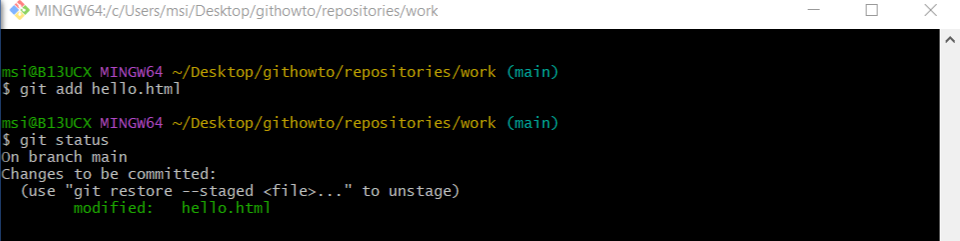 MINGW64:/c/Users/msi/Desktop/githowto/repositories/work
msi@B13UCX MINGW64 ~/Desktop/githowto/repositories/work (main)
$ git add hello.html
msi@B13UCX MINGW64 ~/Desktop/githowto/repositories/work (main)
$ git status
On branch main
Changes to be committed:
  (use "git restore --staged <file>..." to unstage)
        modified:   hello.html